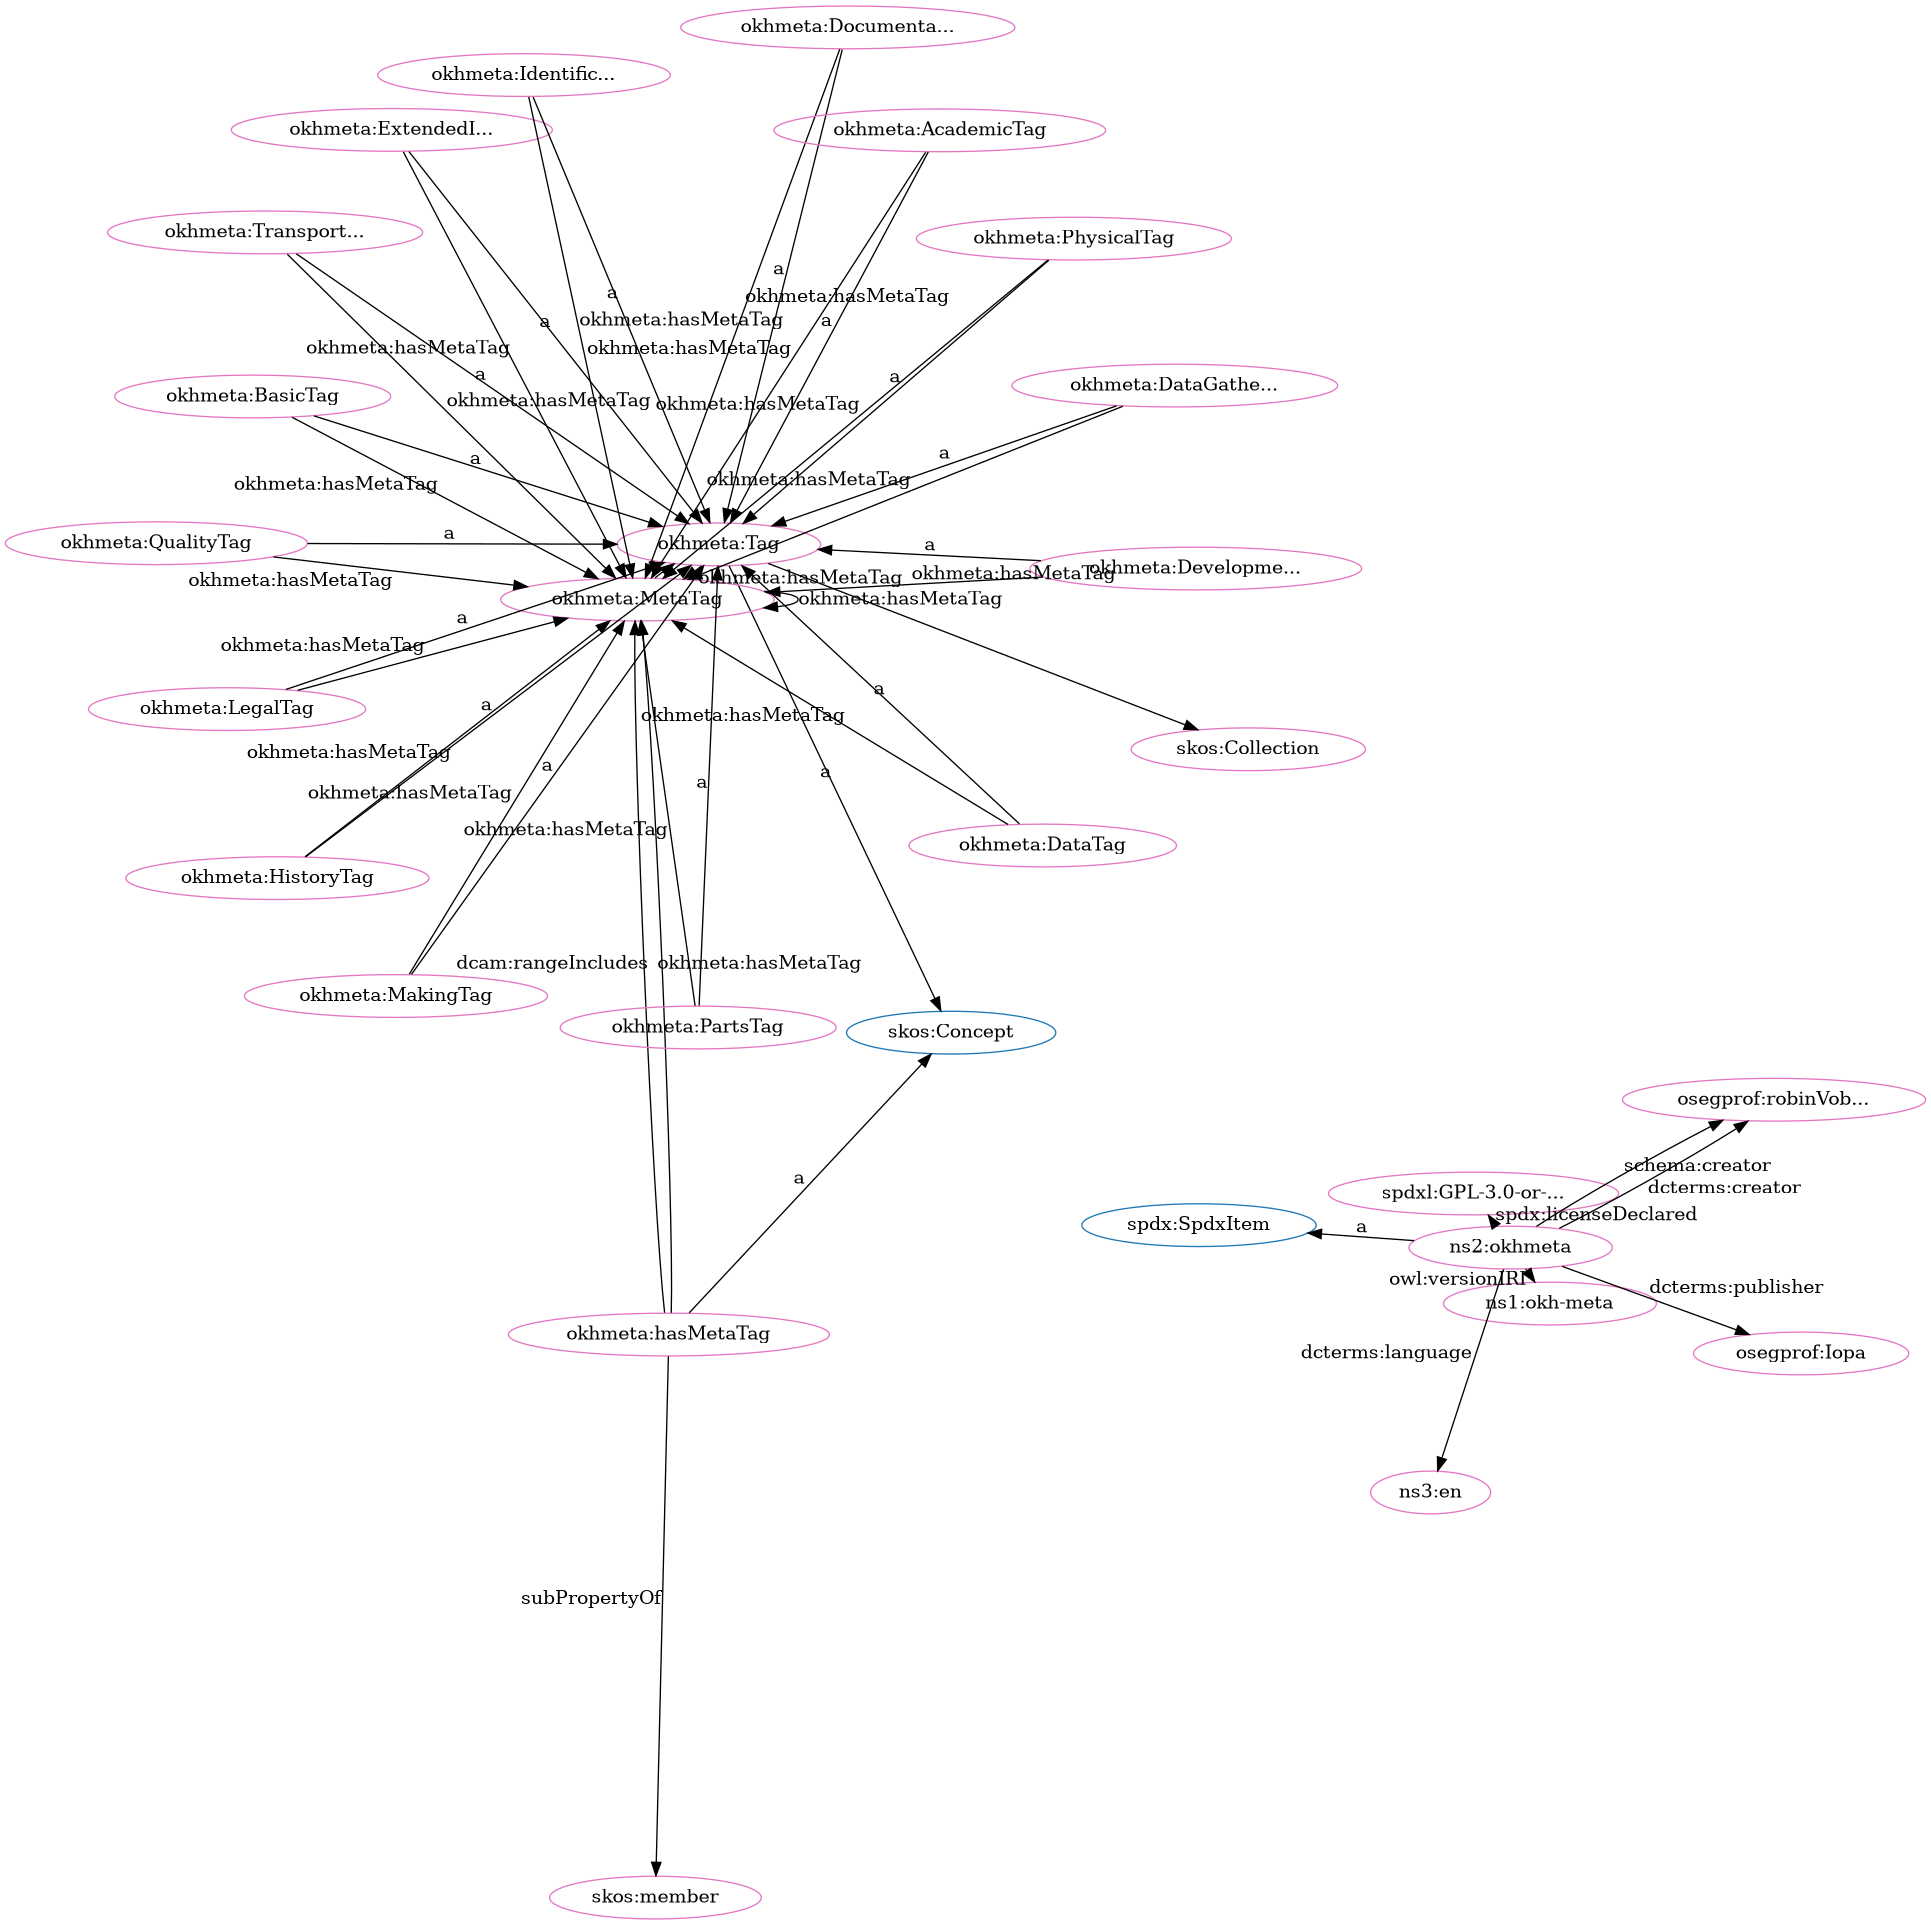 okhmeta:Documenta...
okhmeta:Identific...
okhmeta:ExtendedI...
okhmeta:AcademicTag
okhmeta:Transport...
okhmeta:PhysicalTag
a
a
okhmeta:hasMetaTag
okhmeta:hasMetaTag
a
a
okhmeta:hasMetaTag
okhmeta:hasMetaTag
a
a
okhmeta:DataGathe...
okhmeta:BasicTag
okhmeta:hasMetaTag
okhmeta:hasMetaTag
a
a
okhmeta:hasMetaTag
okhmeta:hasMetaTag
a
okhmeta:QualityTag
okhmeta:Tag
a
okhmeta:Developme...
okhmeta:hasMetaTag
okhmeta:hasMetaTag
okhmeta:hasMetaTag
okhmeta:MetaTag
okhmeta:hasMetaTag
a
okhmeta:hasMetaTag
a
okhmeta:LegalTag
a
okhmeta:hasMetaTag
skos:Collection
okhmeta:hasMetaTag
a
a
a
okhmeta:hasMetaTag
okhmeta:hasMetaTag
okhmeta:DataTag
okhmeta:HistoryTag
dcam:rangeIncludes
okhmeta:hasMetaTag
okhmeta:MakingTag
okhmeta:PartsTag
skos:Concept
osegprof:robinVob...
schema:creator
a
dcterms:creator
spdxl:GPL-3.0-or-...
spdx:licenseDeclared
spdx:SpdxItem
a
ns2:okhmeta
owl:versionIRI
dcterms:publisher
ns1:okh-meta
okhmeta:hasMetaTag
dcterms:language
osegprof:Iopa
ns3:en
subPropertyOf
skos:member